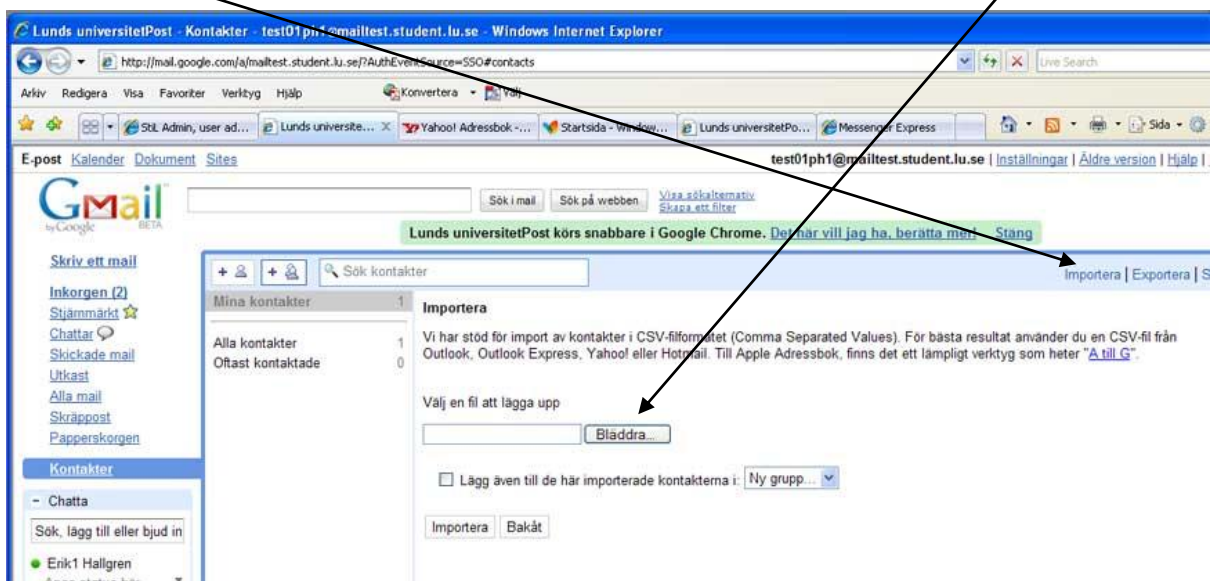 Lunds universitetPost - Kontakter - test01ph1@mailtest.student.lu.se - Windows Internet Explorer
http://mail.google.com/a/mailtest.student.lu.se/?AuthEventSource=SSO#contacts
Live Search
Arkiv Redigera Visa Favoriter Verktyg Hjälp Konvertera Välj
StiL Admin, user ad... Lunds universite... Yahoo! Adressbok -... Startsida - Window... Lunds universitetPo... Messenger Express Sida
E-post Kalender Dokument Sites test01ph1@mailtest.student.lu.se | Inställningar | Äldre version | Hjälp |
Gmail
by Google BETA
Sök i mail Sök på webben Visa sökalternativ
Skapa ett filter
Lunds universitetPost körs snabbare i Google Chrome. Det här vill jag ha, berätta mer! Stäng
Skriv ett mail
Inkorgen (2)
Stjärnmärkt
Chattar
Skickade mail
Utkast
Alla mail
Skräppost
Papperskorgen
Kontakter
- Chatta
Sök, lägg till eller bjud in
Erik1 Hallgren
+ + Sök kontakter
Importera | Exportera | S
Mina kontakter 1
Alla kontakter 1
Oftast kontaktade 0
Importera
Vi har stöd för import av kontakter i CSV-filformatet (Comma Separated Values). För bästa resultat använder du en CSV-fil från
Outlook, Outlook Express, Yahoo! eller Hotmail. Till Apple Adressbok, finns det ett lämpligt verktyg som heter "A till G".
Välj en fil att lägga upp
Bläddra...
Lägg även till de här importerade kontakterna i: Ny grupp...
Importera Bakåt